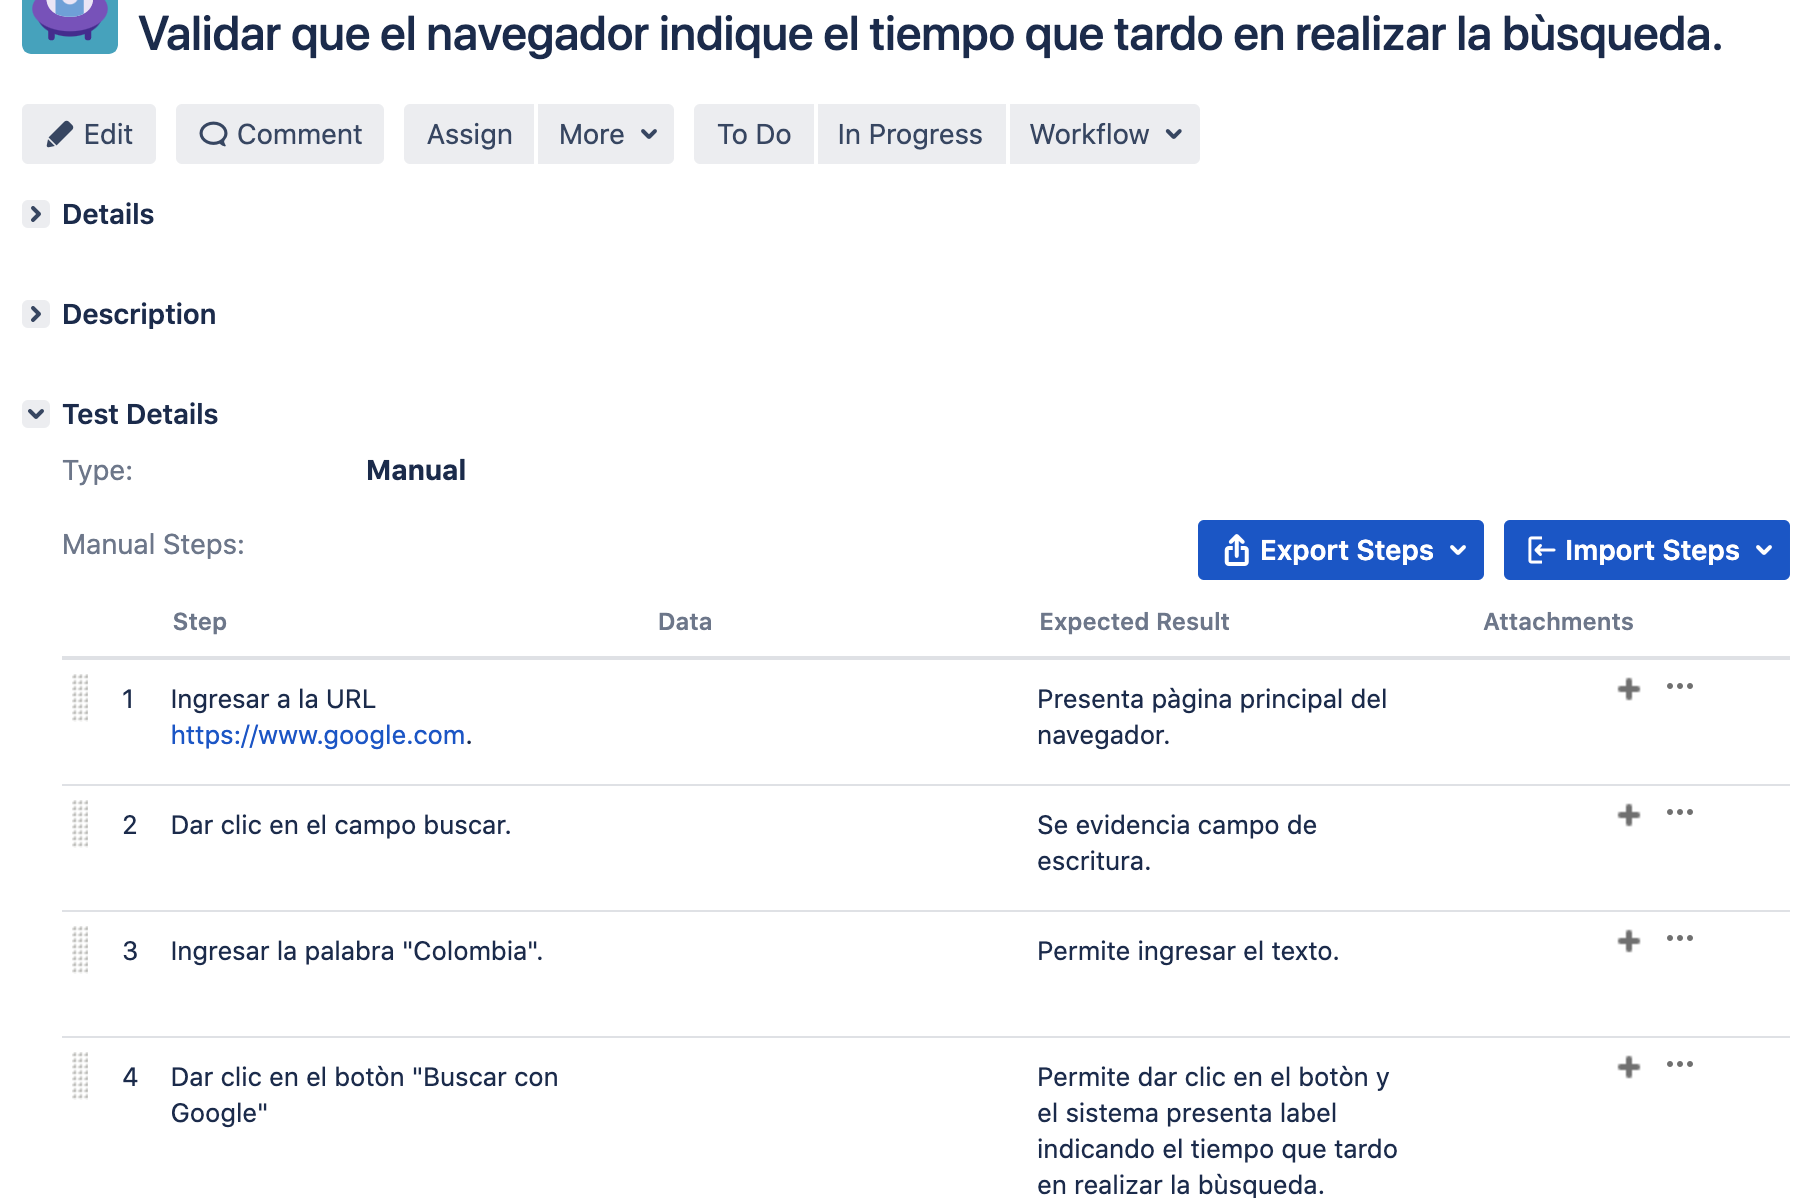 Validar que el navegador indique el tiempo que tardo en realizar la bùsqueda.
Edit
Comment
Assign
More
To Do
In Progress
Workflow
Details
Description
Test Details
Type:
Manual
Manual Steps:
Export Steps
Import Steps
Step
Data
Expected Result
Attachments
1
Ingresar a la URL
https://www.google.com.
Presenta pàgina principal del
navegador.
2
Dar clic en el campo buscar.
Se evidencia campo de
escritura.
3
Ingresar la palabra "Colombia".
Permite ingresar el texto.
4
Dar clic en el botòn "Buscar con
Google"
Permite dar clic en el botòn y
el sistema presenta label
indicando el tiempo que tardo
en realizar la bùsqueda.